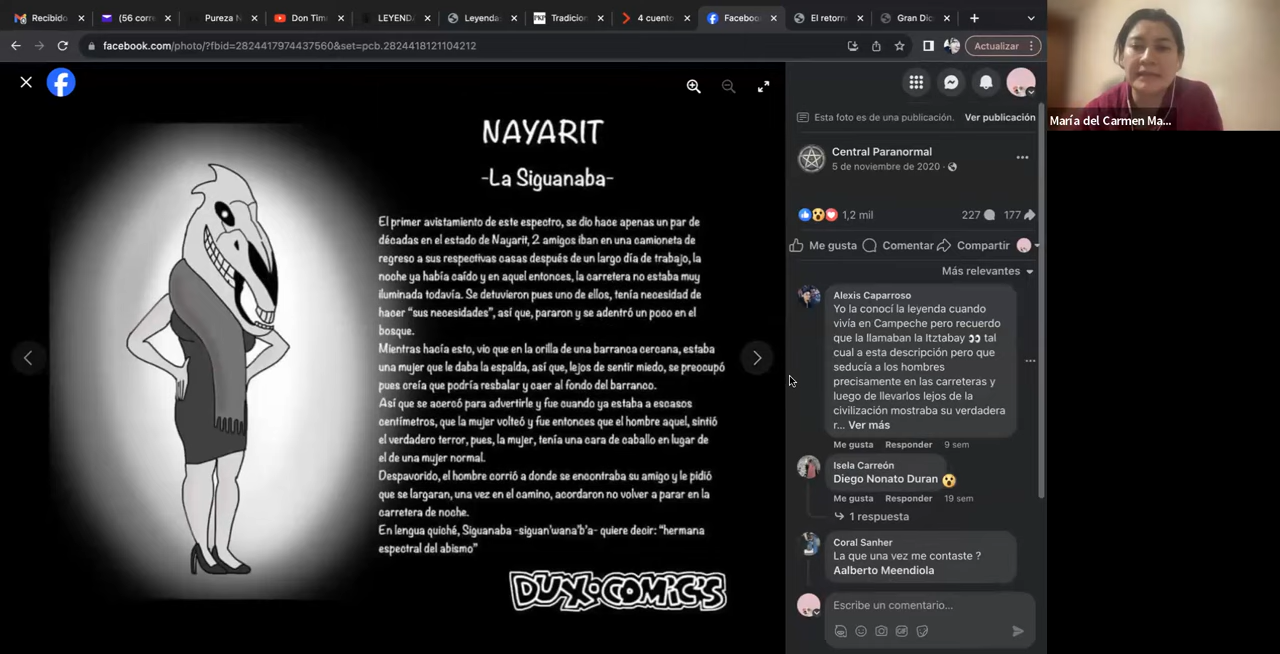 Recibido
(56 corre
Pureza N
Don Tim
LEYEND
Leyenda
Tradicion
4 cuento
Faceboo
El retorn
Gran Dic
facebook.com/photo/?fbid=2824417974437560&set=pcb.2824418121104212
Actualizar
NAYARIT
-La Siguanaba-
El primer avistamiento de este espectro, se dio hace apenas un par de
décadas en el estado de Nayarit, 2 amigos iban en una camioneta de
regreso a sus respectivas casas después de un largo día de trabajo, la
noche ya había caído y en aquel entonces, la carretera no estaba muy
iluminada todavía. Se detuvieron pues uno de ellos, tenía necesidad de
hacer "sus necesidades", así que, pararon y se adentró un poco en el
bosque.
Mientras hacía esto, vio que en la orilla de una barranca cercana, estaba
una mujer que le daba la espalda, así que, lejos de sentir miedo, se preocupó
pues creía que podría resbalar y caer al fondo del barranco.
Así que se acercó para advertirle y fue cuando ya estaba a escasos
centímetros, que la mujer volteó y fue entonces que el hombre aquel, sintió
el verdadero terror, pues, la mujer, tenía una cara de caballo en lugar de
el de una mujer normal.
Despavorido, el hombre corrió a donde se encontraba su amigo y le pidió
que se largaran, una vez en el camino, acordaron no volver a parar en la
carretera de noche.
En lengua quiché, Siguanaba -siguan'wana'b'a- quiere decir: "hermana
espectral del abismo"
DUX·COMIC'S
Esta foto es de una publicación.
Ver publicación
Central Paranormal
5 de noviembre de 2020 ·
1,2 mil
227
177
Me gusta
Comentar
Compartir
Más relevantes
Alexis Caparroso
Yo la conocí la leyenda cuando
vivía en Campeche pero recuerdo
que la llamaban la Itztabay 👀 tal
cual a esta descripción pero que
seducía a los hombres
precisamente en las carreteras y
luego de llevarlos lejos de la
civilización mostraba su verdadera
r... Ver más
Me gusta Responder 9 sem
Isela Carreón
Diego Nonato Duran 😮
Me gusta Responder 19 sem
1 respuesta
Coral Sanher
La que una vez me contaste ?
Aalberto Meendiola
Escribe un comentario...
María del Carmen Ma...